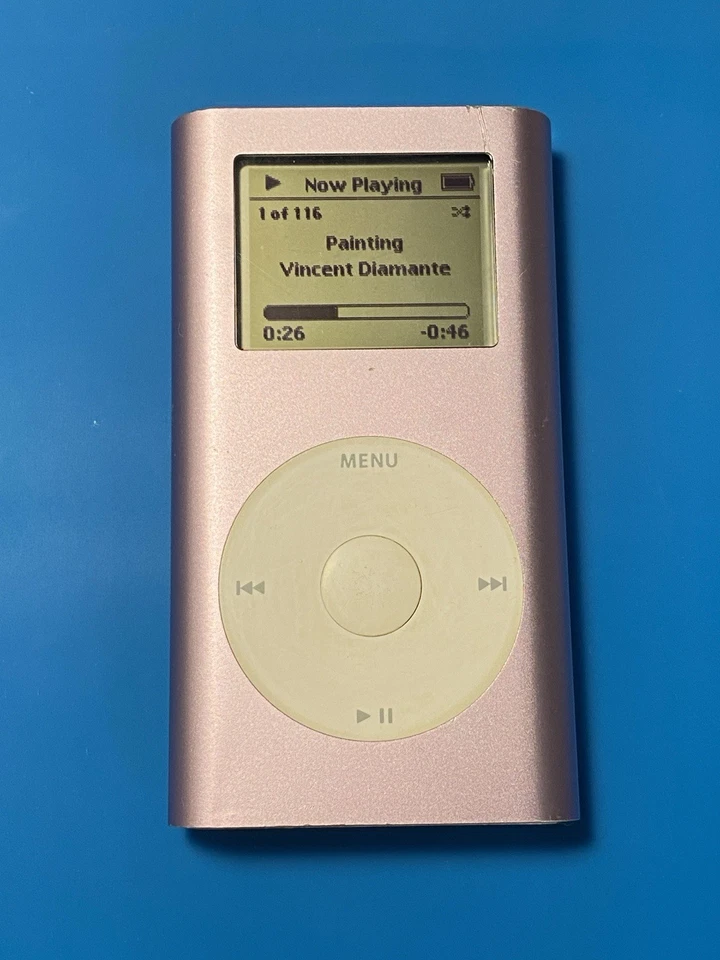 Now Playing
1 of 116
Painting
Vincent Diamante
0:26 -0:46
MENU